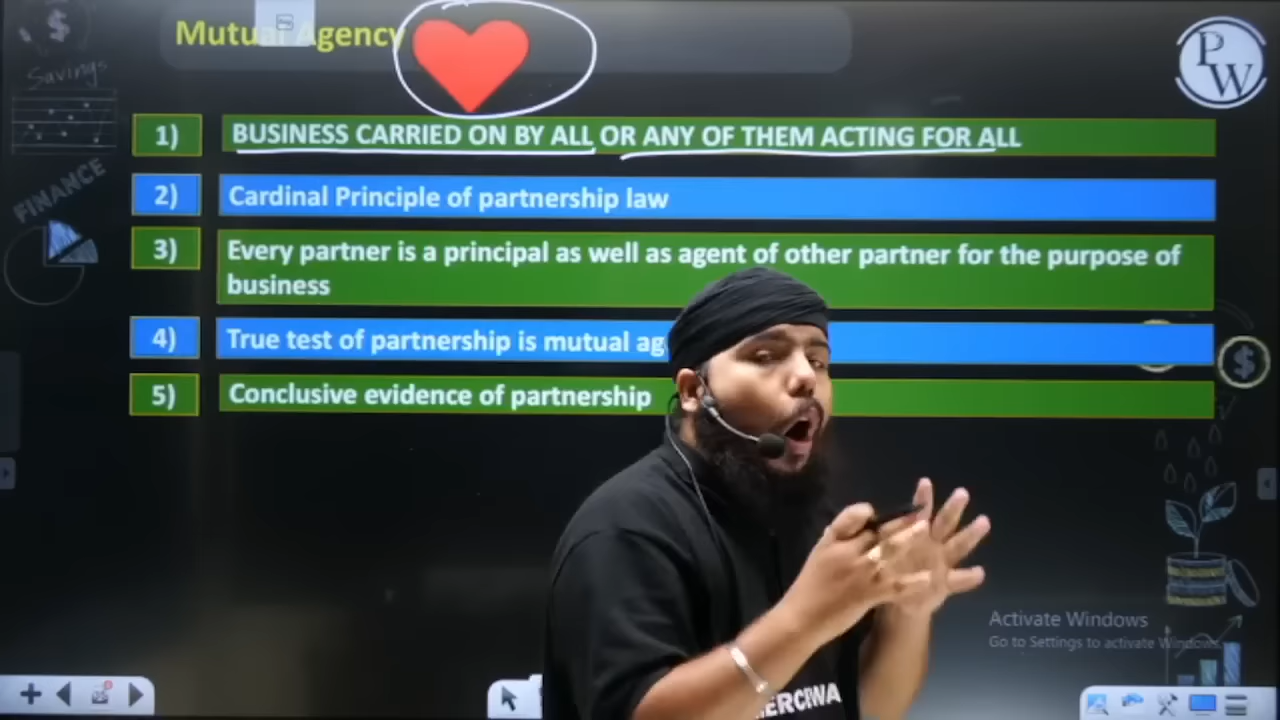 Mutual Agency
Savings
P
W
1) BUSINESS CARRIED ON BY ALL OR ANY OF THEM ACTING FOR ALL
2) Cardinal Principle of partnership law
FINANCE
3) Every partner is a principal as well as agent of other partner for the purpose of
business
4) True test of partnership is mutual
5) Conclusive evidence of partnership
Activate Windows
Go to Settings to activate Windows.